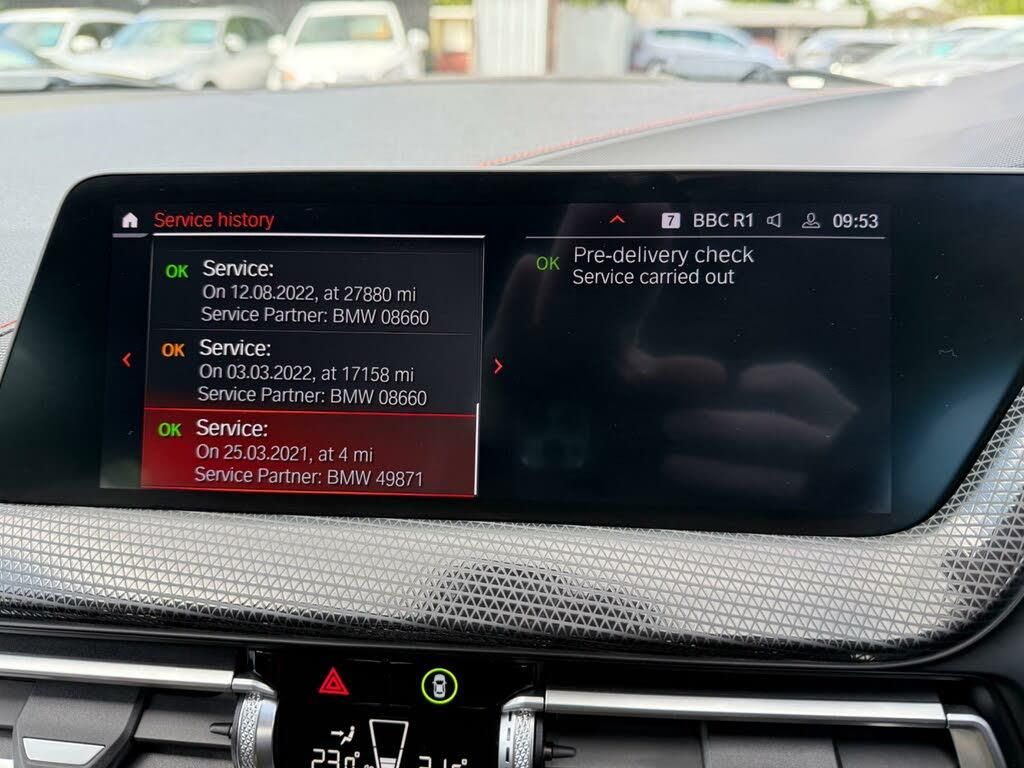 Service history
7 BBC R1 09:53
OK Service:
On 12.08.2022, at 27880 mi
Service Partner: BMW 08660
OK Service:
On 03.03.2022, at 17158 mi
Service Partner: BMW 08660
OK Service:
On 25.03.2021, at 4 mi
Service Partner: BMW 49871
OK Pre-delivery check
Service carried out